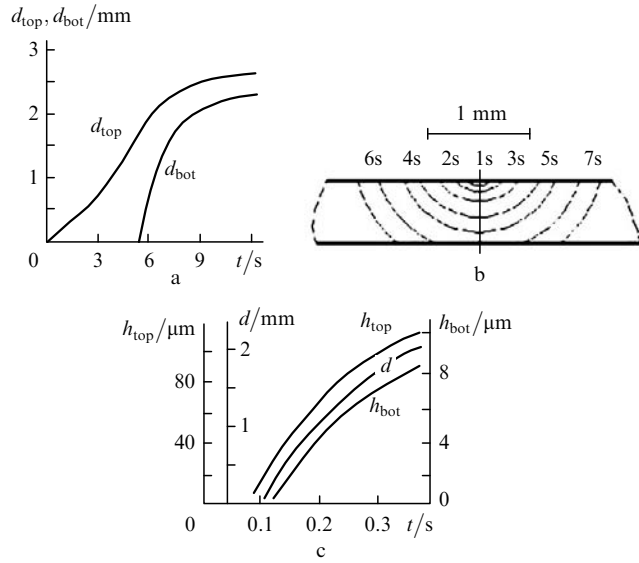 d_top, d_bot/mm
3
2
1
0
d_top
d_bot
3 6 9 t/s
a
1 mm
6s 4s 2s 1s 3s 5s 7s
b
h_top/μm
d/mm
h_bot/μm
80
40
0
2
1
8
4
0
h_top
d
h_bot
0.1 0.2 0.3 t/s
c